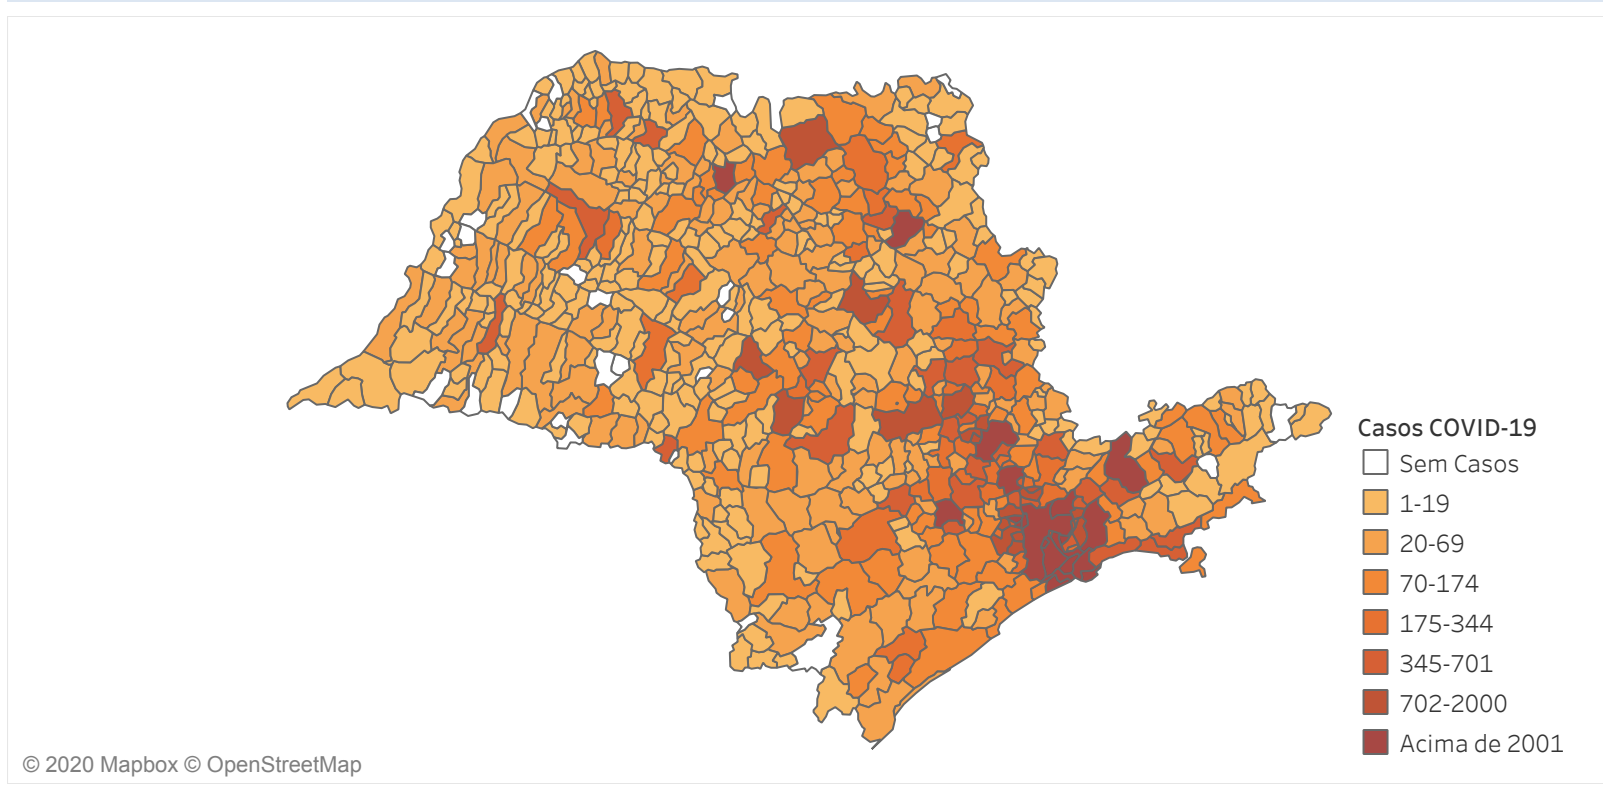 Casos COVID-19
Sem Casos
1-19
20-69
70-174
175-344
345-701
702-2000
Acima de 2001
© 2020 Mapbox © OpenStreetMap